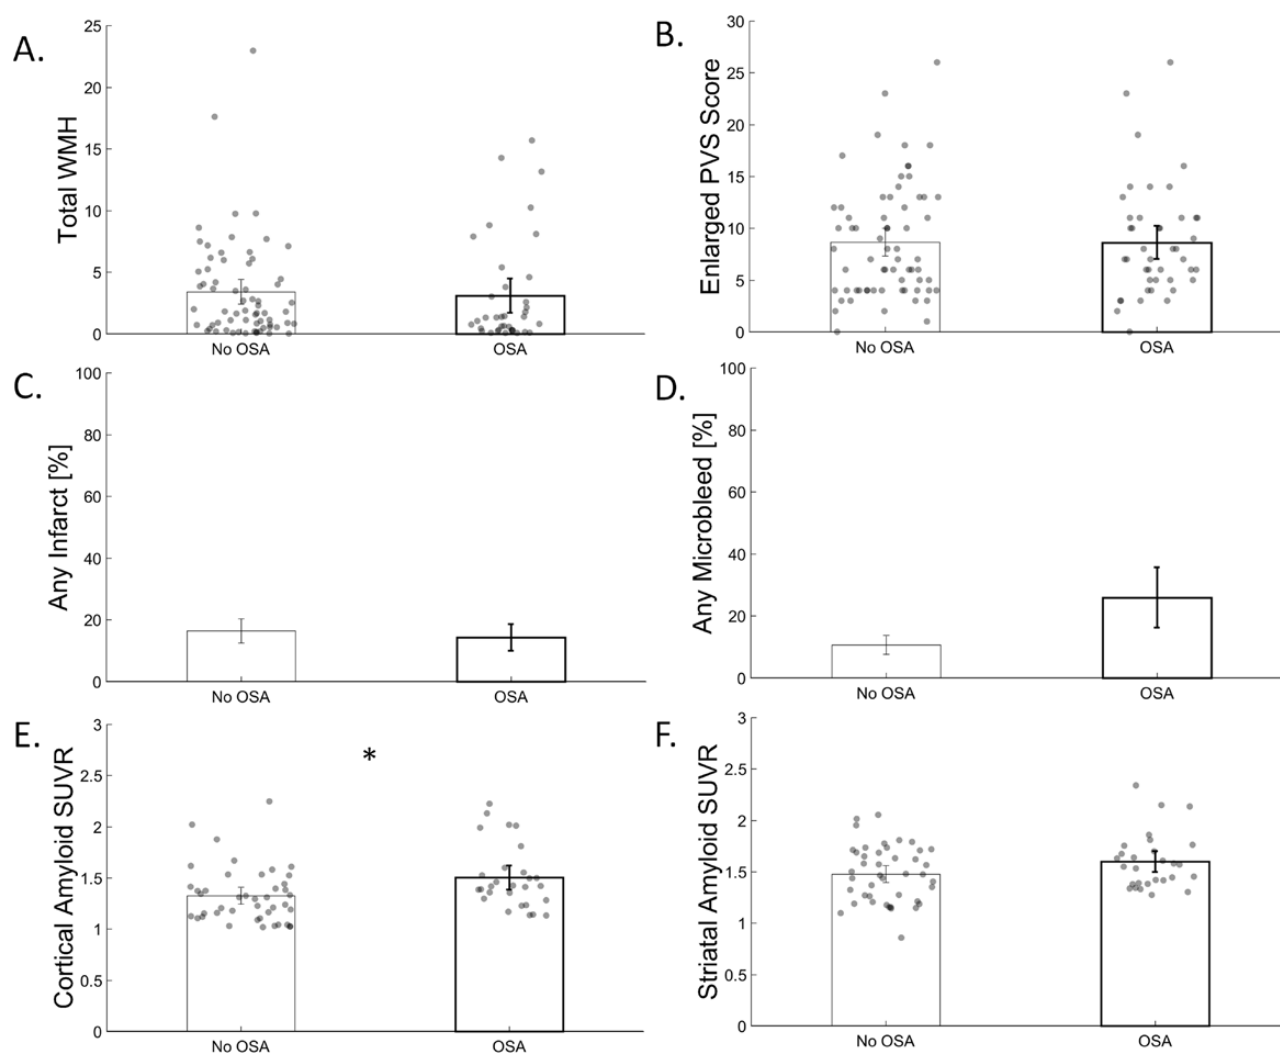 A.
Total WMH
25
20
15
10
5
0
No OSA
OSA
B.
Enlarged PVS Score
30
25
20
15
10
5
0
No OSA
OSA
C.
Any Infarct [%]
100
80
60
40
20
0
No OSA
OSA
D.
Any Microbleed [%]
100
80
60
40
20
0
No OSA
OSA
E.
Cortical Amyloid SUVR
3
2.5
2
1.5
1
0.5
0
*
No OSA
OSA
F.
Striatal Amyloid SUVR
3
2.5
2
1.5
1
0.5
0
No OSA
OSA